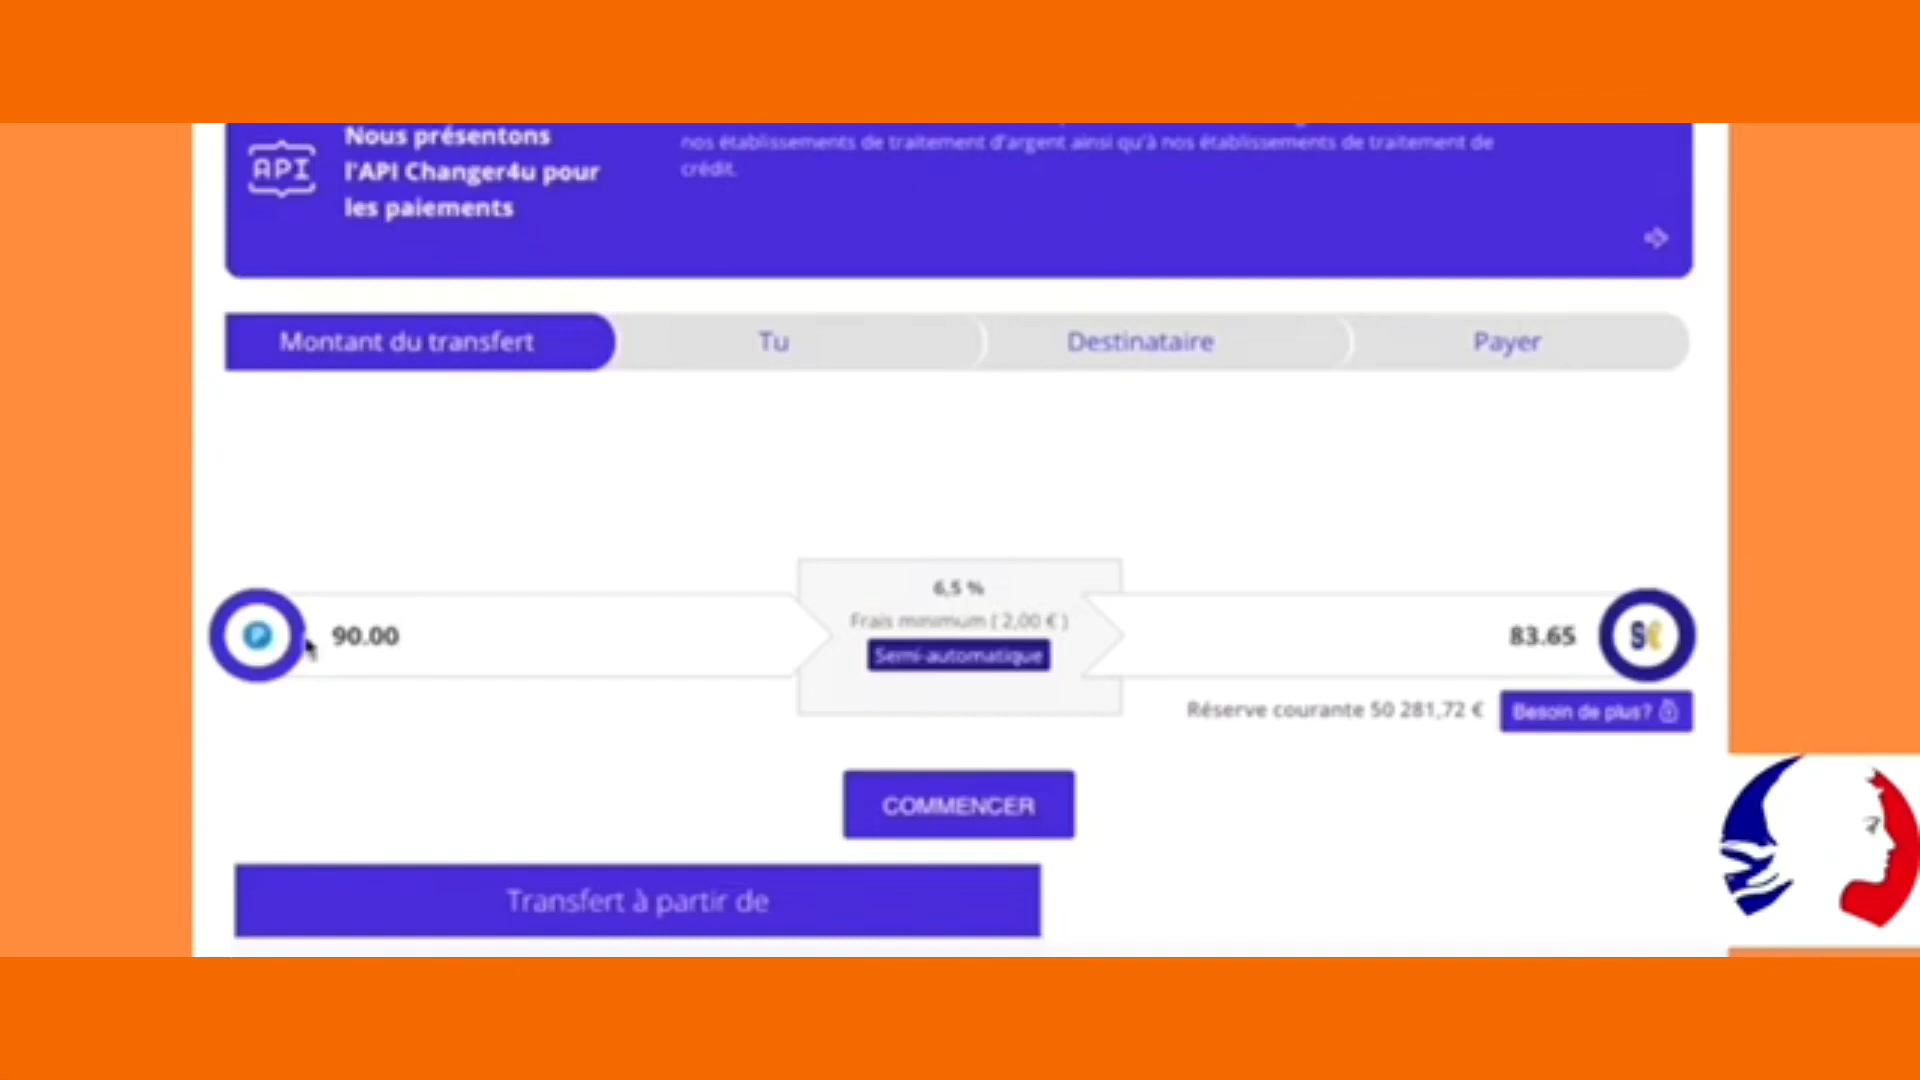 Nous présentons
l'API Changer4u pour
les paiements
API
nos établissements de traitement d'argent ainsi qu'à nos établissements de traitement de
crédit.
Montant du transfert
Tu
Destinataire
Payer
6,5 %
Frais minimum ( 2,00 € )
Semi-automatique
90.00
83.65
S€
Réserve courante 50 281,72 €
Besoin de plus?
COMMENCER
Transfert à partir de